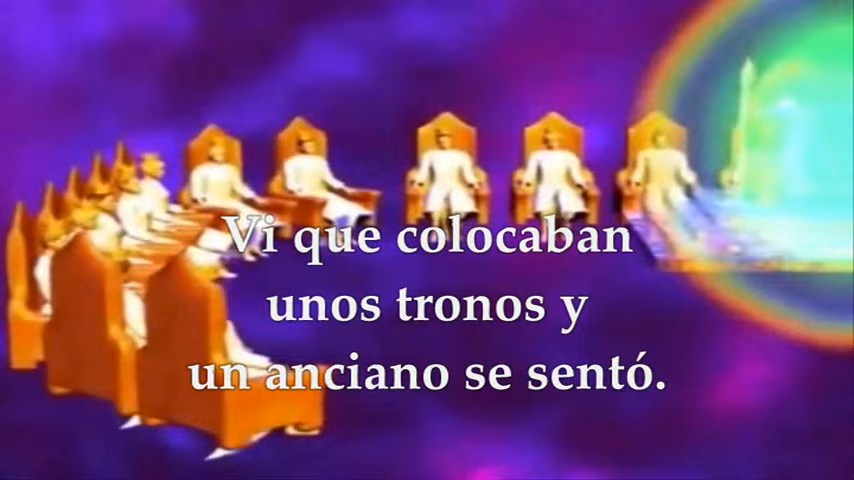 Vi que colocaban
unos tronos y
un anciano se sentó.